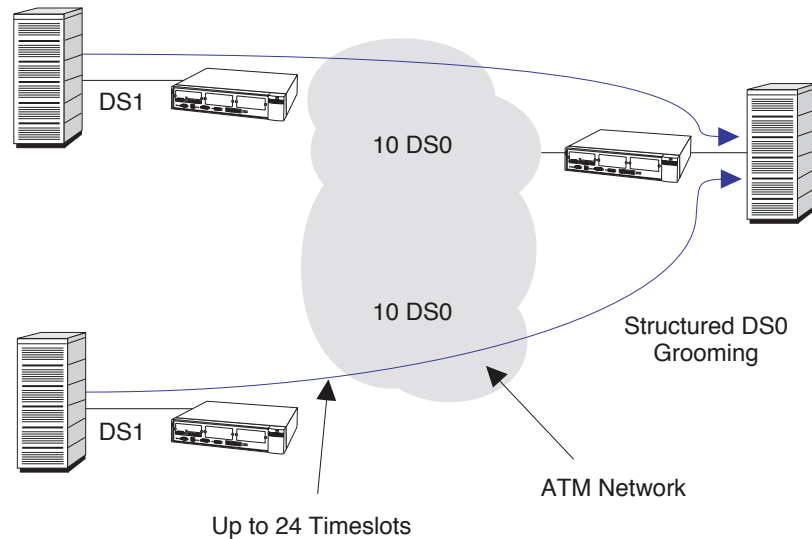 DS1
10 DS0
10 DS0
Structured DS0
Grooming
DS1
ATM Network
Up to 24 Timeslots